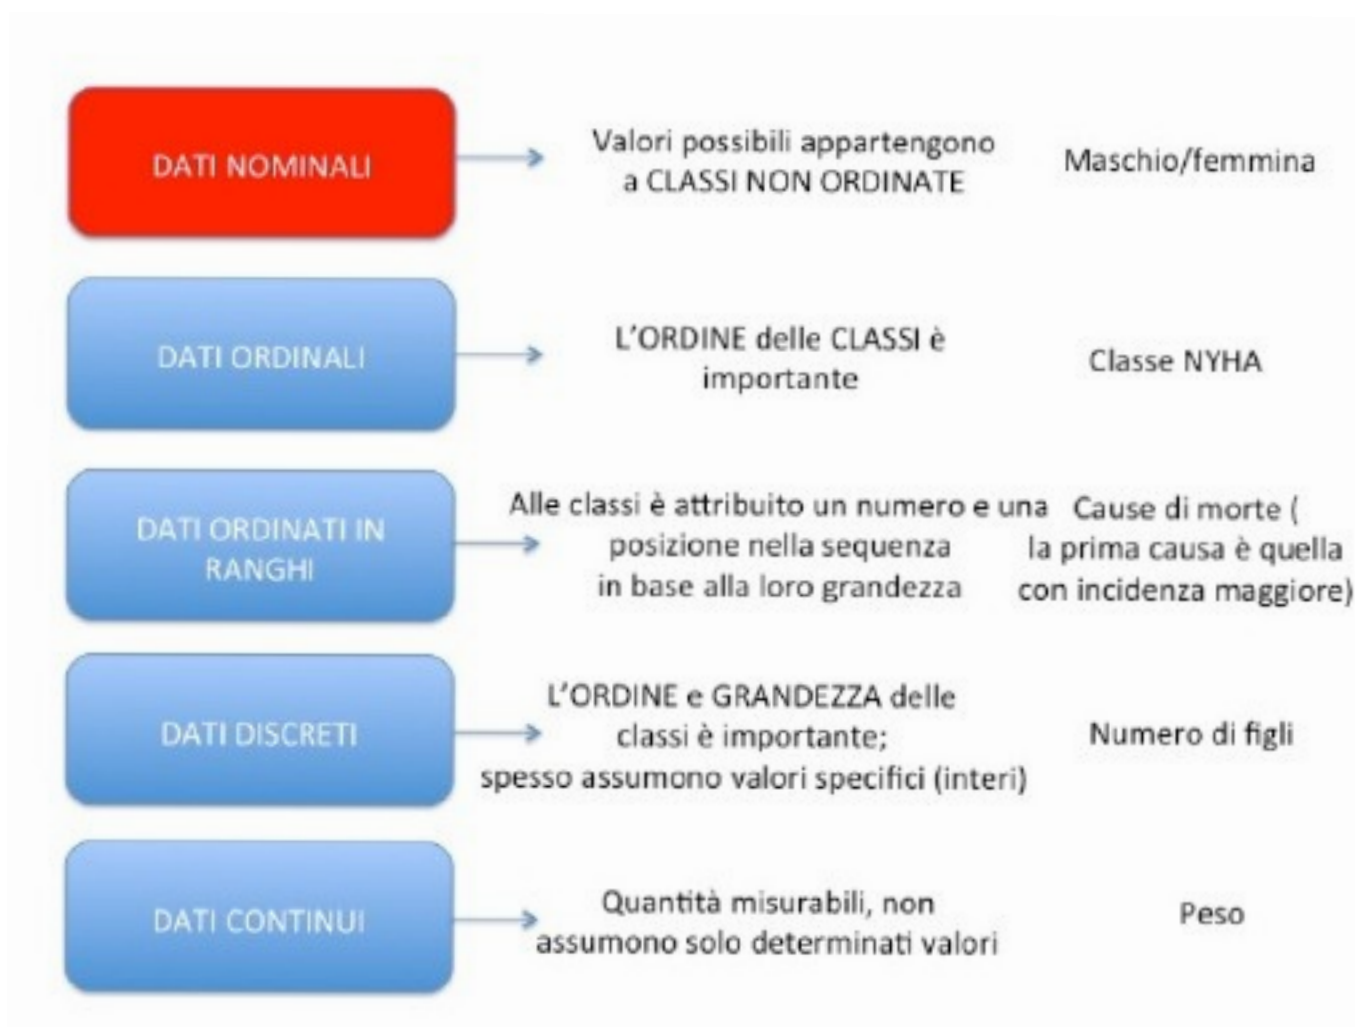 DATI NOMINALI
Valori possibili appartengono
a CLASSI NON ORDINATE
Maschio/femmina
DATI ORDINALI
L'ORDINE delle CLASSI è
importante
Classe NYHA
DATI ORDINATI IN
RANGHI
Alle classi è attribuito un numero e una
posizione nella sequenza
in base alla loro grandezza
Cause di morte (
la prima causa è quella
con incidenza maggiore)
DATI DISCRETI
L'ORDINE e GRANDEZZA delle
classi è importante;
spesso assumono valori specifici (interi)
Numero di figli
DATI CONTINUI
Quantità misurabili, non
assumono solo determinati valori
Peso